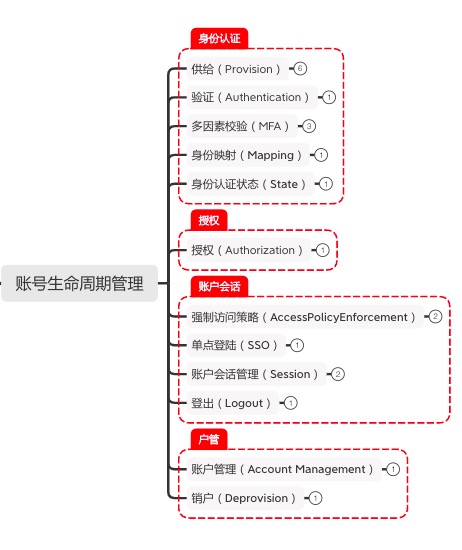 身份认证
供给（Provision） 6
验证（Authentication） 1
多因素校验（MFA） 3
身份映射（Mapping） 1
身份认证状态（State） 1
授权
授权（Authorization） 1
账号生命周期管理
账户会话
强制访问策略（AccessPolicyEnforcement） 2
单点登陆（SSO） 1
账户会话管理（Session） 2
登出（Logout） 1
户管
账户管理（Account Management） 1
销户（Deprovision） 1